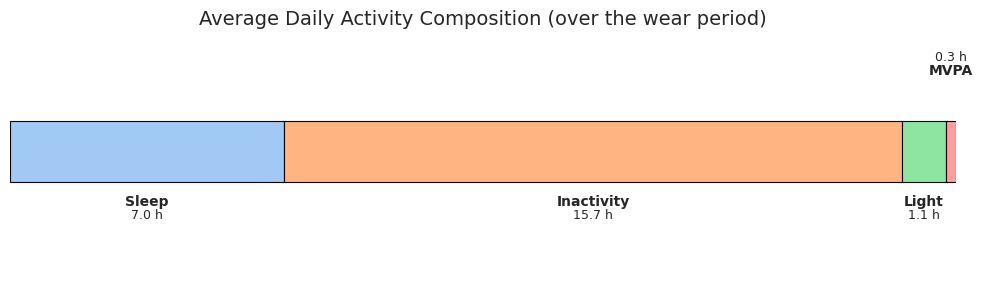 Average Daily Activity Composition (over the wear period)
0.3 h
MVPA
Sleep
7.0 h
Inactivity
15.7 h
Light
1.1 h